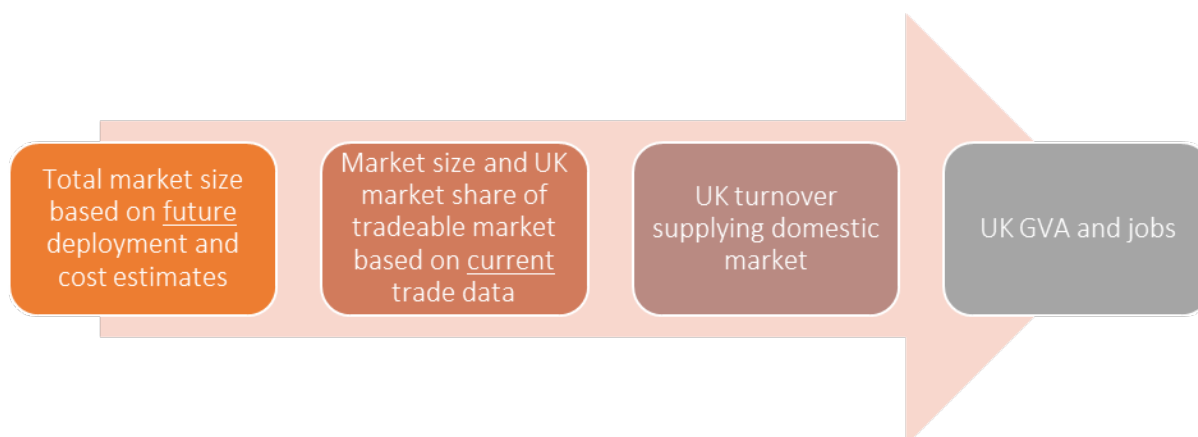 Total market size
based on future
deployment and
cost estimates
Market size and UK
market share of
tradeable market
based on current
trade data
UK turnover
supplying domestic
market
UK GVA and jobs